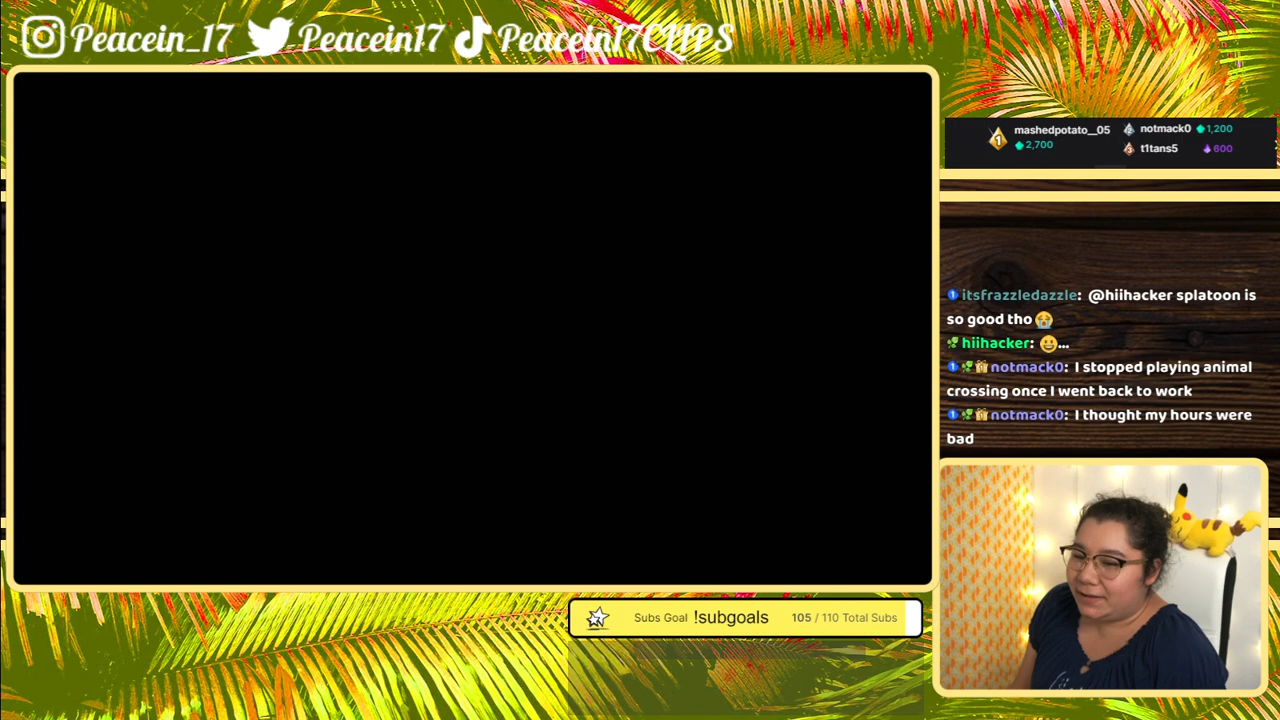 Peacein_17 Peacein17 Peacein17CLIPS
mashedpotato__05
2,700
notmack0 1,200
t1tans5 600
itsfrazzledazzle: @hiihacker splatoon is
so good tho 😭
hiihacker: 😀...
notmack0: I stopped playing animal
crossing once I went back to work
notmack0: I thought my hours were
bad
Subs Goal !subgoals 105 / 110 Total Subs